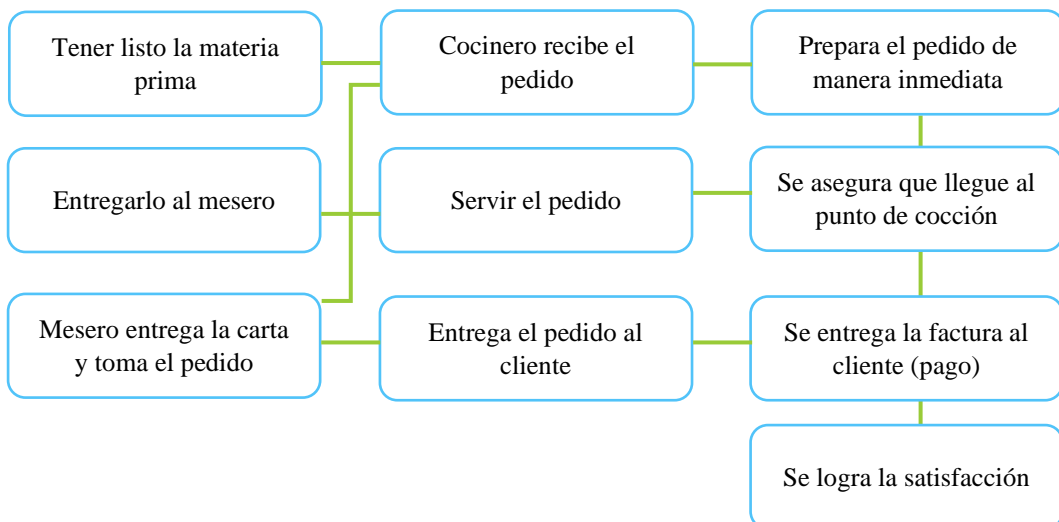 Tener listo la materia
prima
Cocinero recibe el
pedido
Prepara el pedido de
manera inmediata
Entregarlo al mesero
Servir el pedido
Se asegura que llegue al
punto de cocción
Mesero entrega la carta
y toma el pedido
Entrega el pedido al
cliente
Se entrega la factura al
cliente (pago)
Se logra la satisfacción